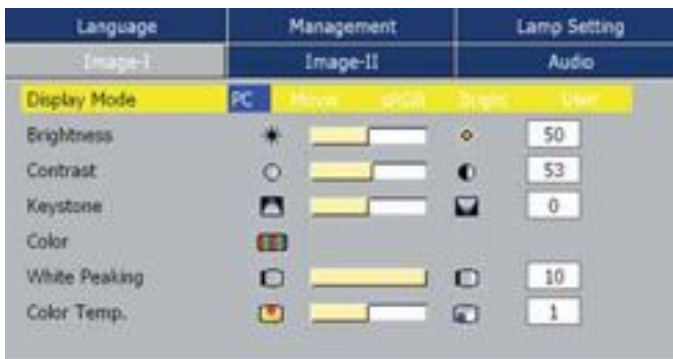 Language Management Lamp Setting
Image-I Image-II Audio
Display Mode PC Movie sRGB Bright User
Brightness 50
Contrast 53
Keystone 0
Color
White Peaking 10
Color Temp. 1